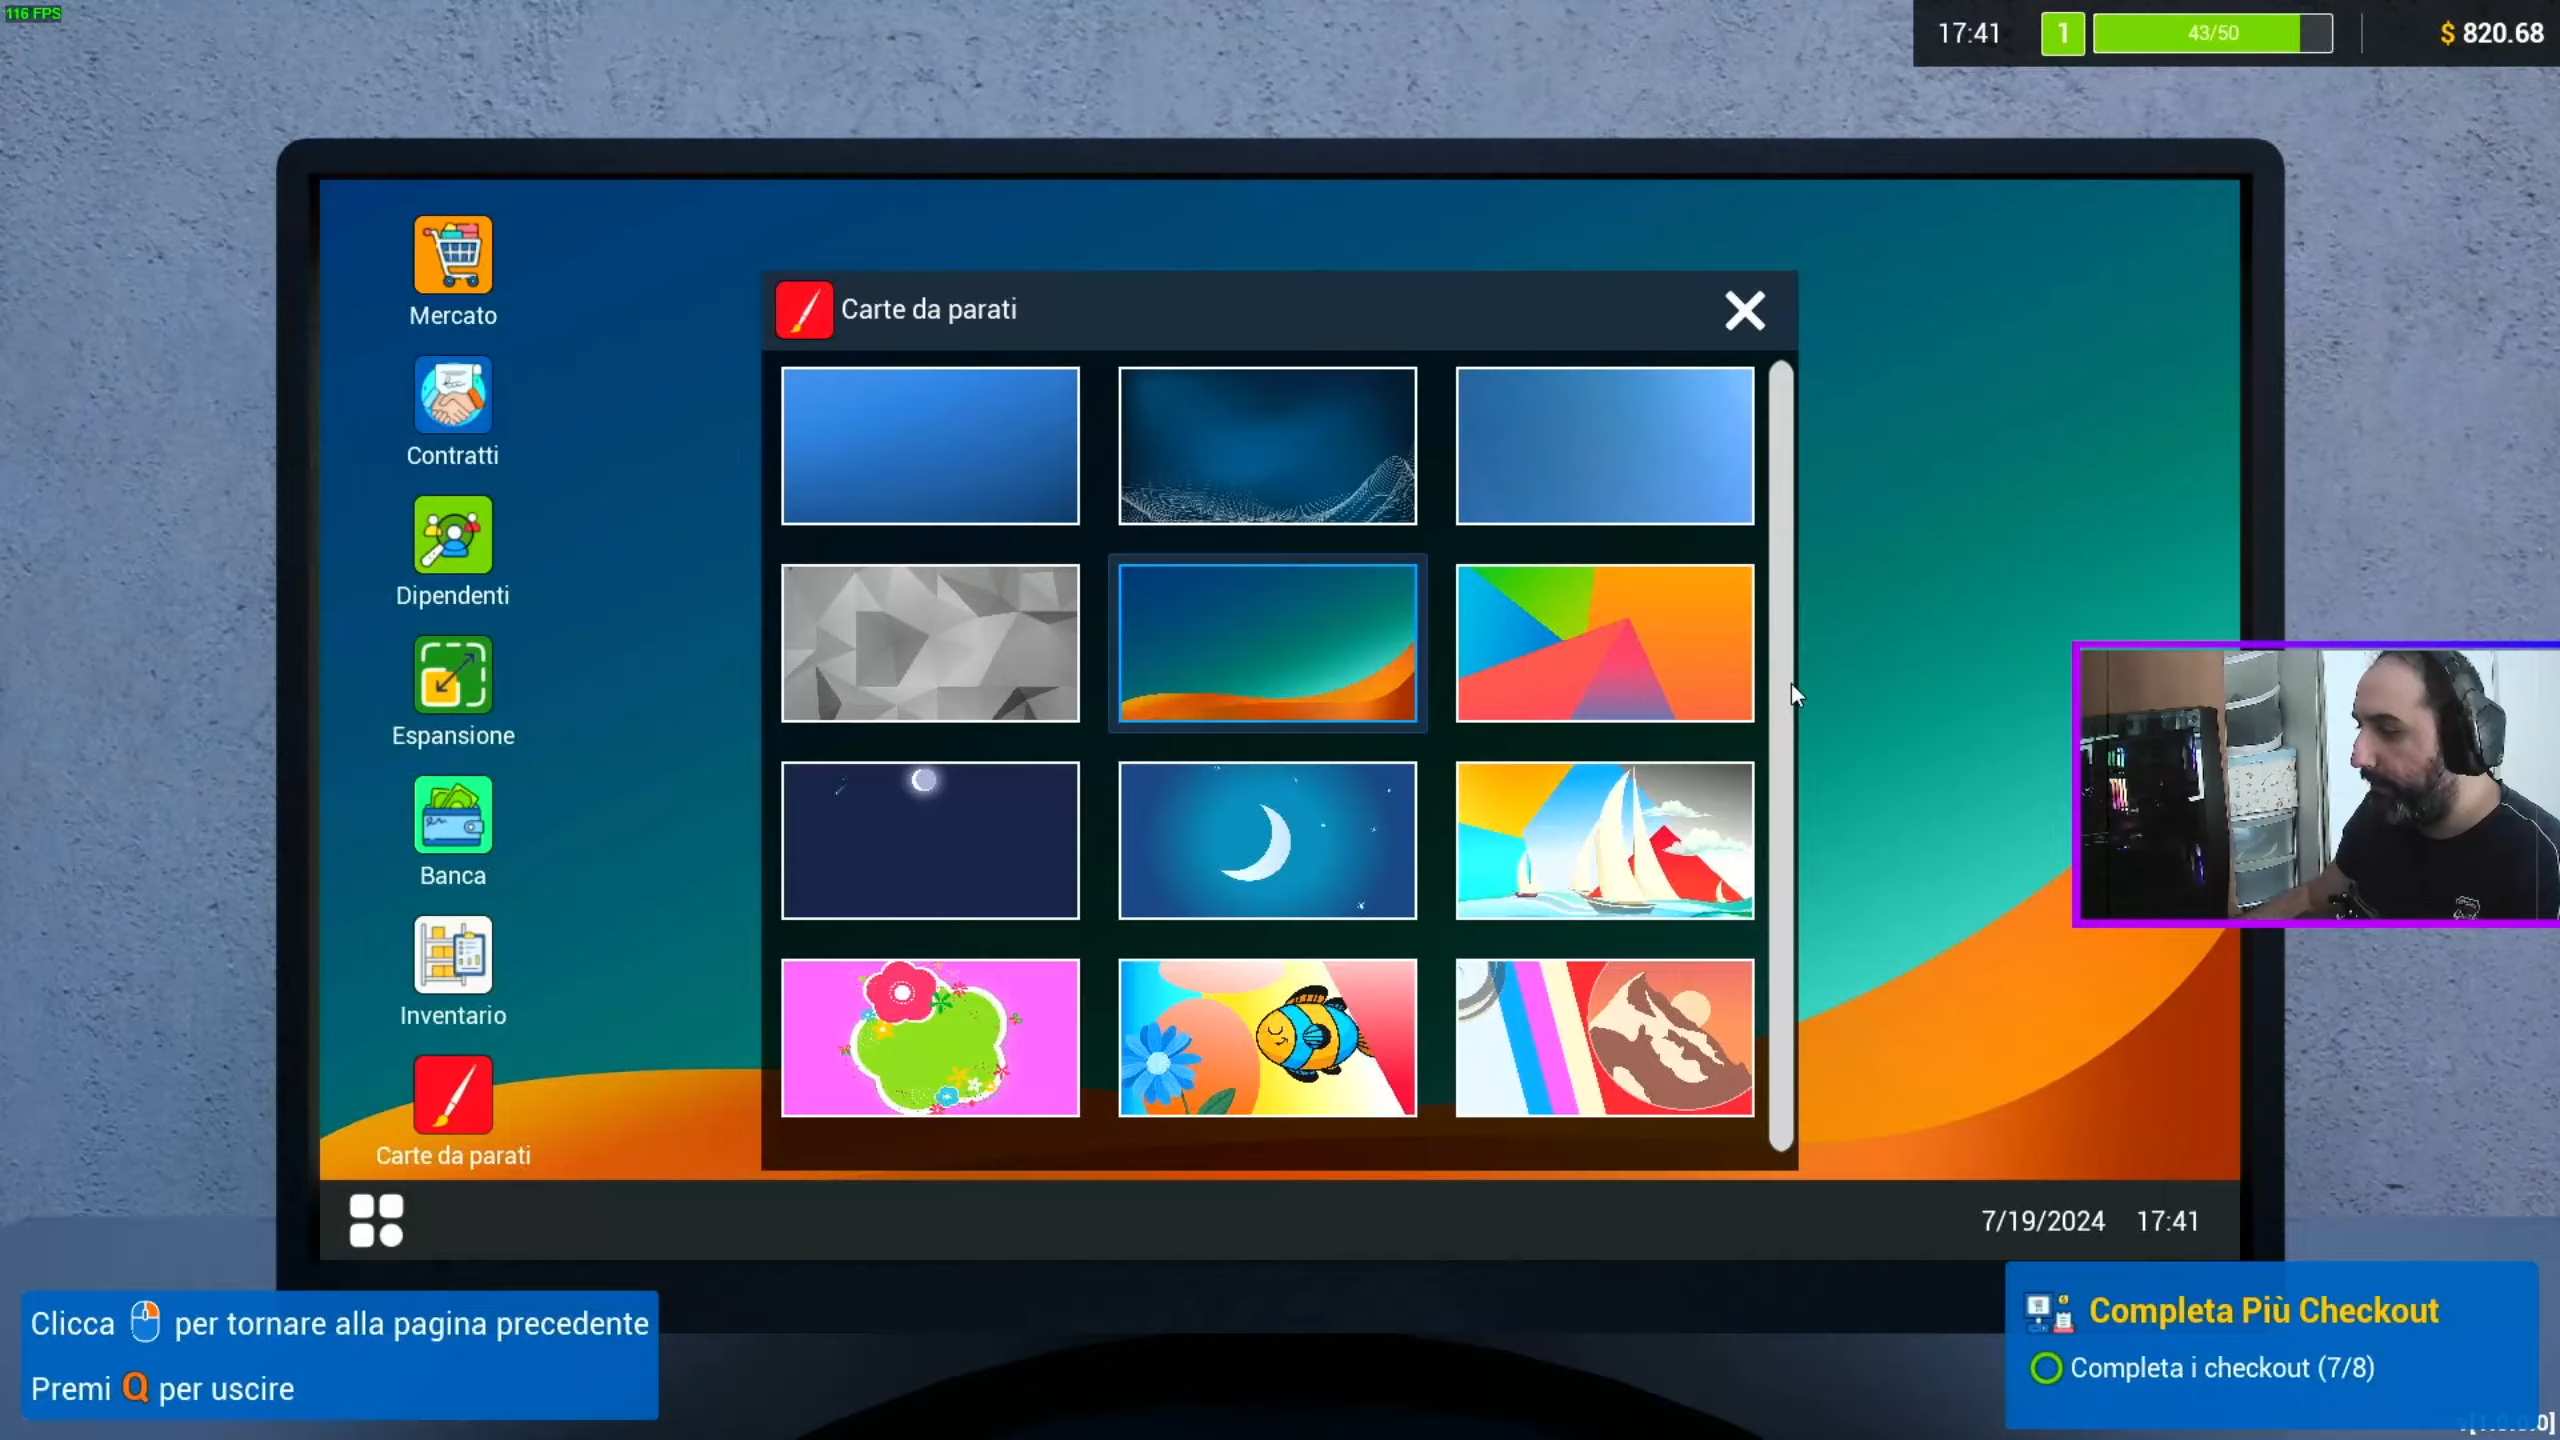 116 FPS
17:41
1
43/50
$ 820.68
Mercato
Contratti
Dipendenti
Espansione
Banca
Inventario
Carte da parati
Carte da parati
7/19/2024 17:41
Clicca per tornare alla pagina precedente
Premi Q per uscire
Completa Più Checkout
Completa i checkout (7/8)